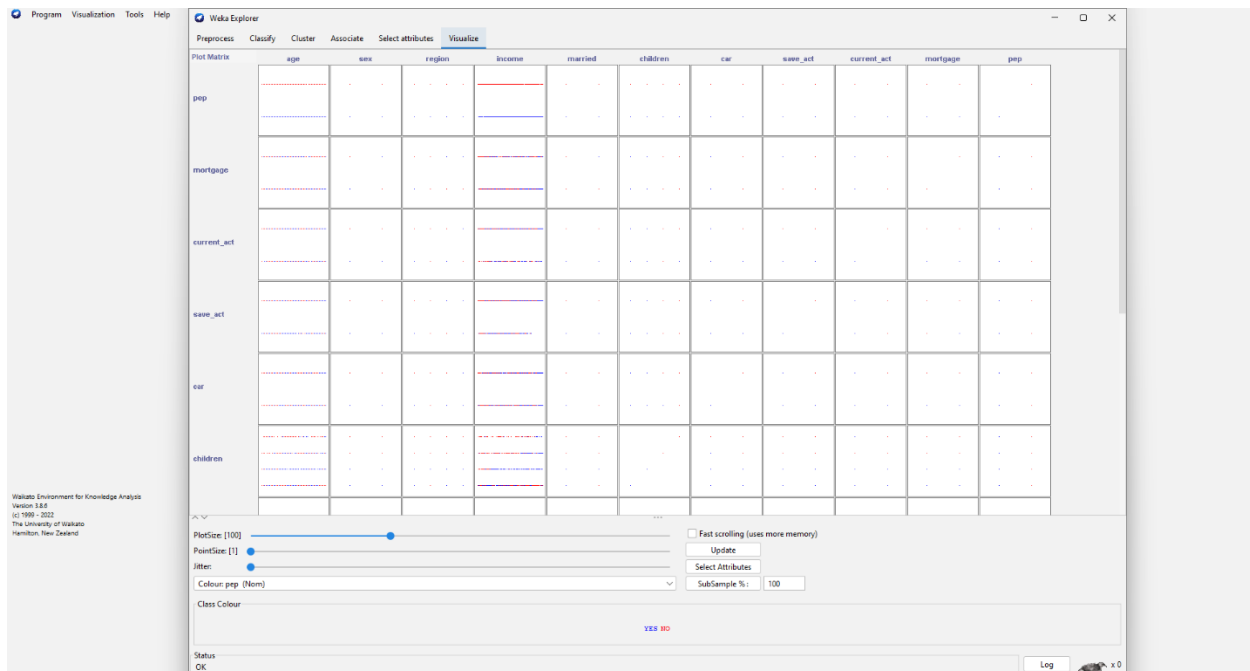 Program Visualization Tools Help
Weka Explorer
Preprocess Classify Cluster Associate Select attributes Visualize
Plot Matrix age sex region income married children car save_act current_act mortgage pep
pep
mortgage
current_act
save_act
car
children
Waikato Environment for Knowledge Analysis
Version 3.8.6
(c) 1999 - 2022
The University of Waikato
Hamilton, New Zealand
PlotSize: [100]
Fast scrolling (uses more memory)
PointSize: [1]
Update
Jitter:
Select Attributes
Colour: pep (Nom)
SubSample % : 100
Class Colour
YES NO
Status
OK
Log
x 0